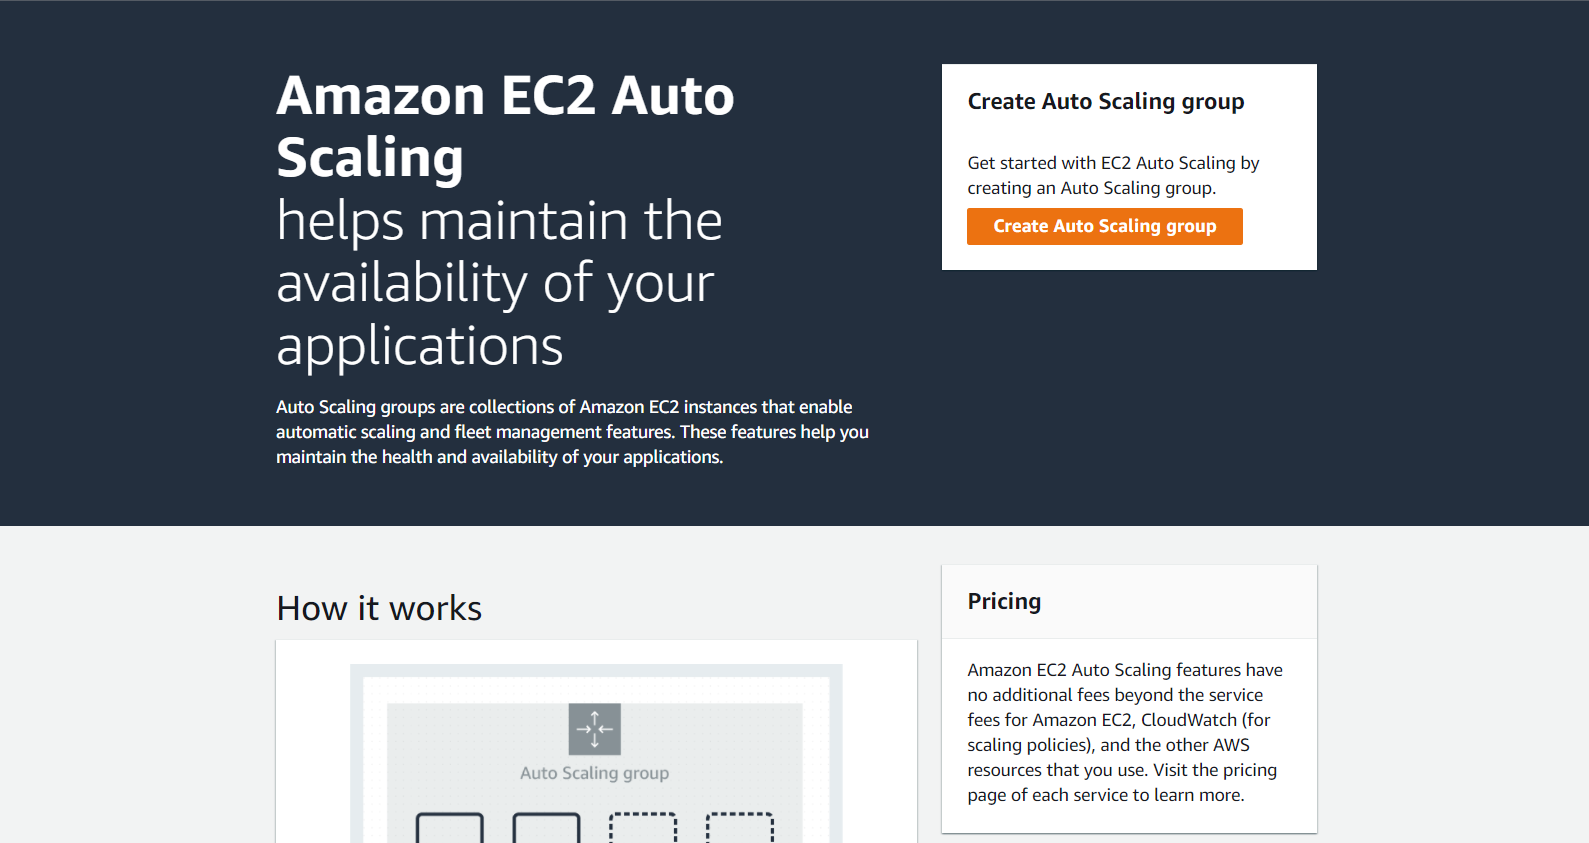 Amazon EC2 Auto
Scaling
helps maintain the
availability of your
applications
Auto Scaling groups are collections of Amazon EC2 instances that enable
automatic scaling and fleet management features. These features help you
maintain the health and availability of your applications.
Create Auto Scaling group
Get started with EC2 Auto Scaling by
creating an Auto Scaling group.
Create Auto Scaling group
How it works
Auto Scaling group
Pricing
Amazon EC2 Auto Scaling features have
no additional fees beyond the service
fees for Amazon EC2, CloudWatch (for
scaling policies), and the other AWS
resources that you use. Visit the pricing
page of each service to learn more.